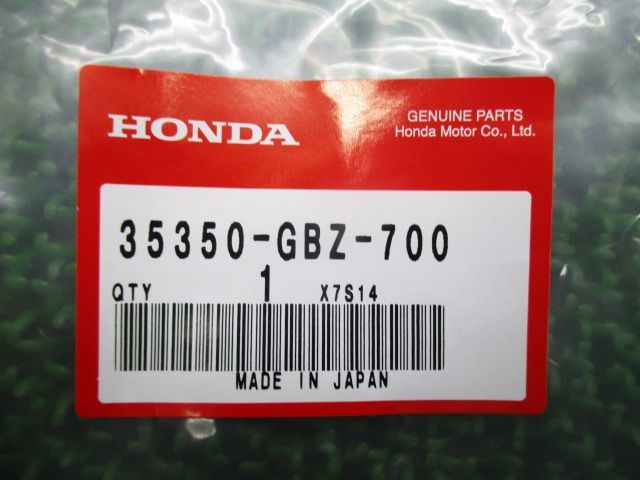 HONDA
GENUINE PARTS
Honda Motor Co., Ltd.
35350-GBZ-700
QTY 1 X7S14
MADE IN JAPAN